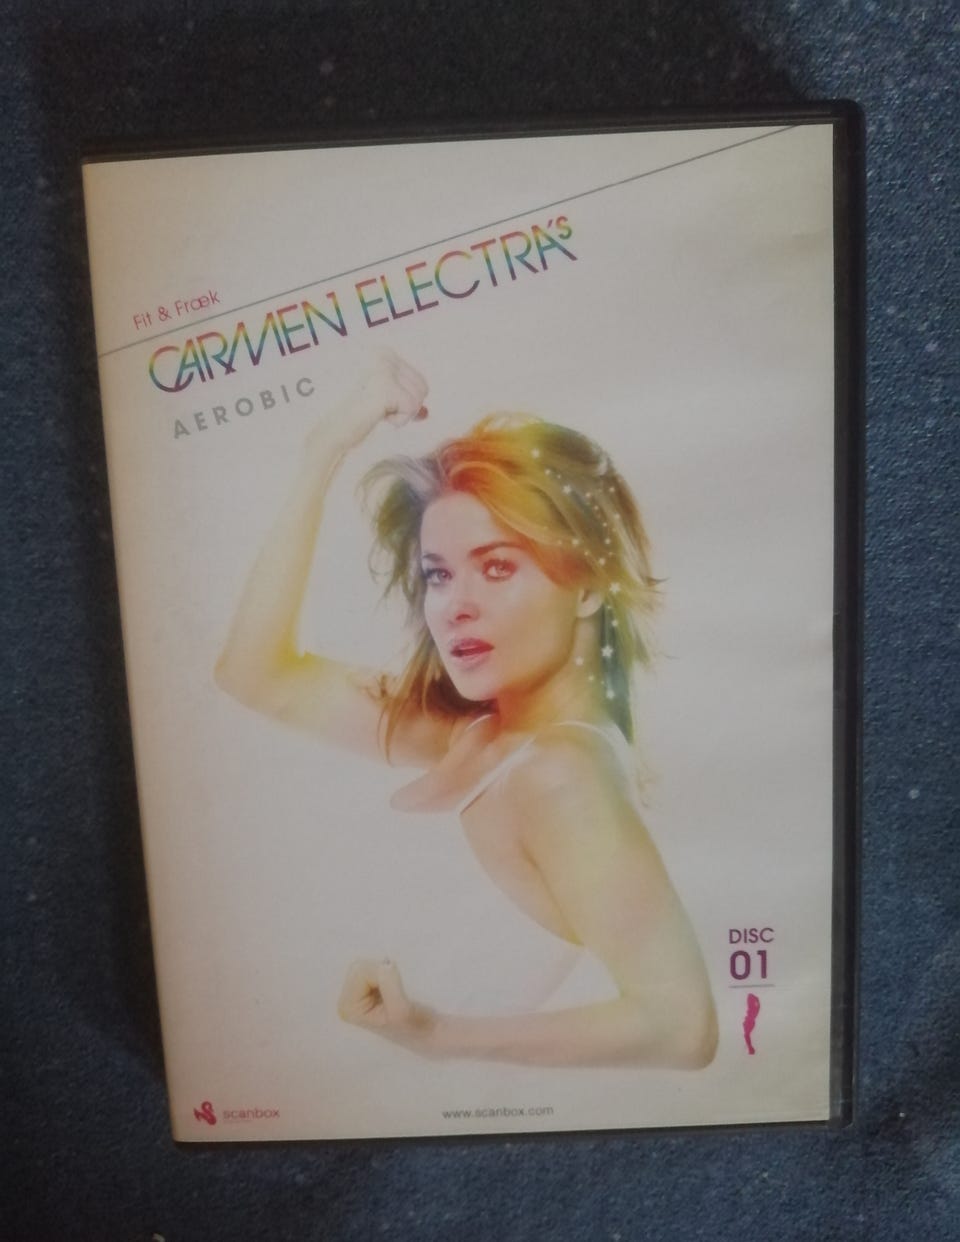 Fit & Fræk
CARMEN ELECTRA'S
AEROBIC
DISC
01
scanbox
www.scanbox.com